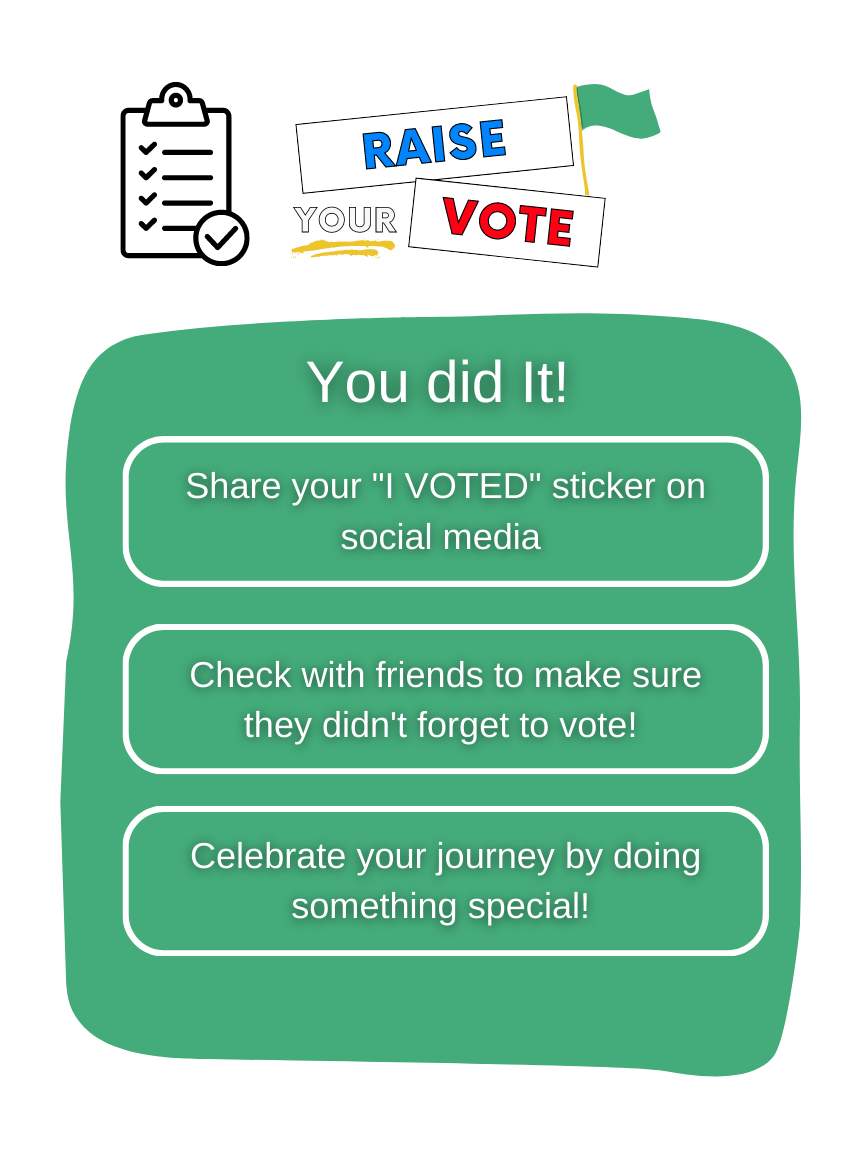 RAISE
YOUR VOTE
You did It!
Share your "I VOTED" sticker on
social media
Check with friends to make sure
they didn't forget to vote!
Celebrate your journey by doing
something special!